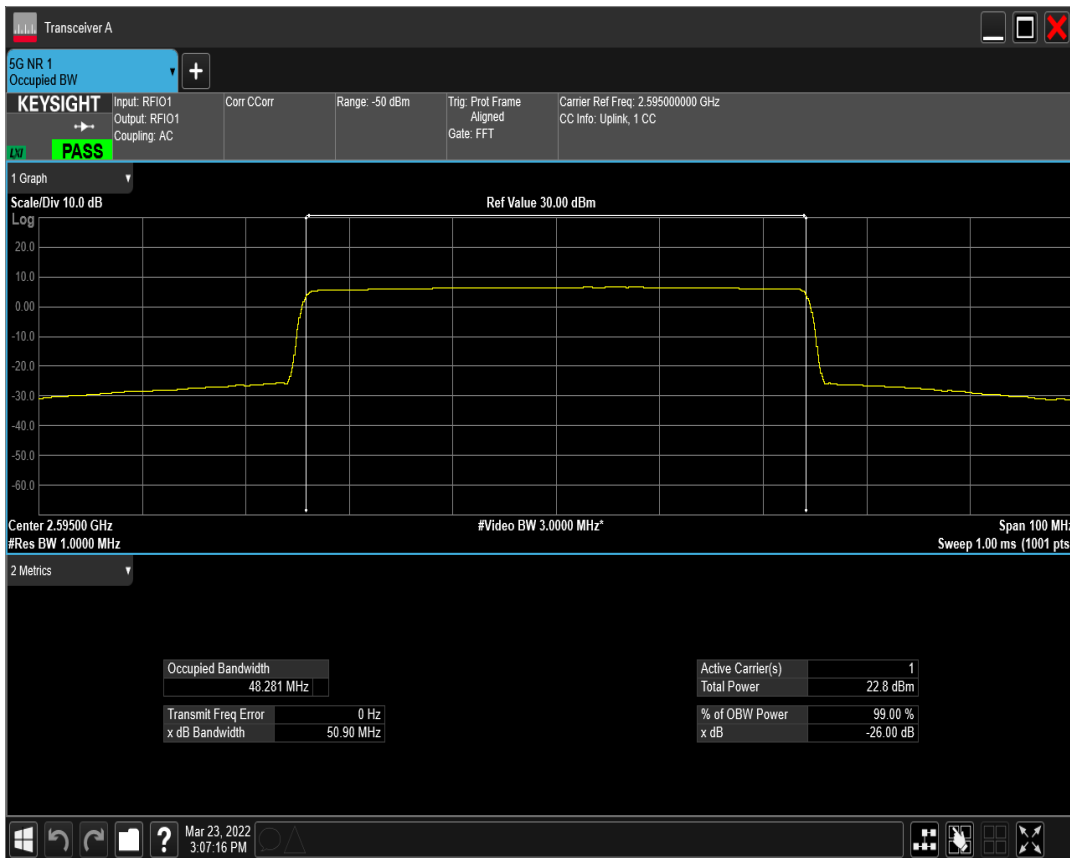 Transceiver A
5G NR 1
Occupied BW
+
KEYSIGHT
LXI
PASS
Input: RFIO1
Output: RFIO1
Coupling: AC
Corr CCorr
Range: -50 dBm
Trig: Prot Frame
Aligned
Gate: FFT
Carrier Ref Freq: 2.595000000 GHz
CC Info: Uplink, 1 CC
1 Graph
Scale/Div 10.0 dB
Ref Value 30.00 dBm
Log
20.0
10.0
0.00
-10.0
-20.0
-30.0
-40.0
-50.0
-60.0
Center 2.59500 GHz
#Video BW 3.0000 MHz*
Span 100 MHz
#Res BW 1.0000 MHz
Sweep 1.00 ms (1001 pts
2 Metrics
Occupied Bandwidth
48.281 MHz
Transmit Freq Error 0 Hz
x dB Bandwidth 50.90 MHz
Active Carrier(s) 1
Total Power 22.8 dBm
% of OBW Power 99.00 %
x dB -26.00 dB
?
Mar 23, 2022
3:07:16 PM